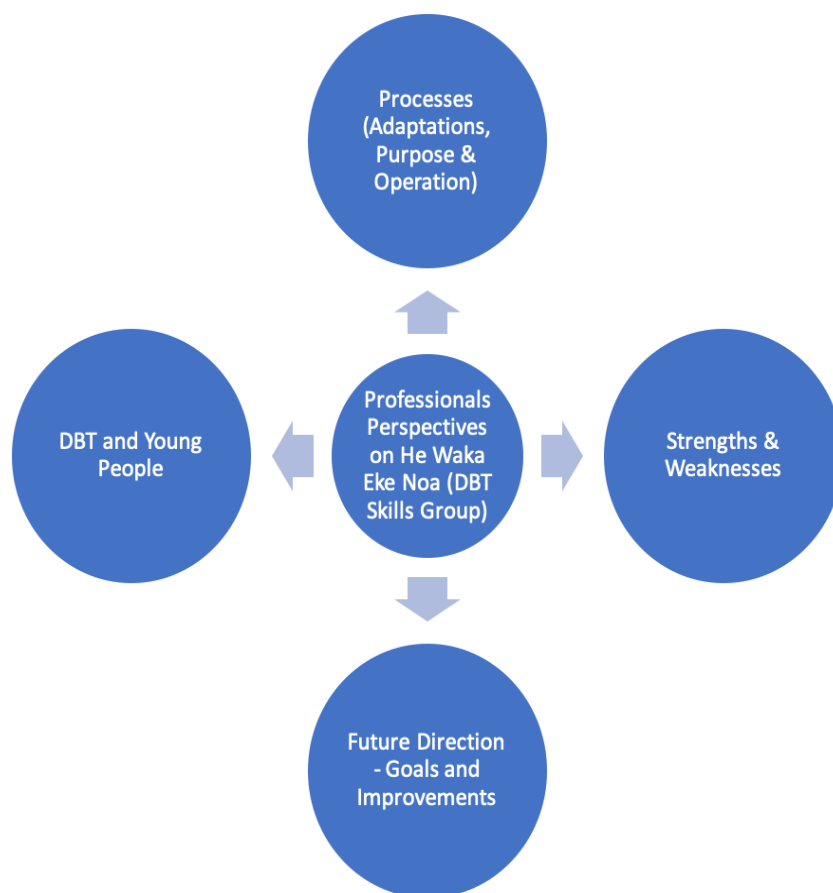 Processes
(Adaptations,
Purpose &
Operation)
DBT and Young
People
Professionals
Perspectives
on He Waka
Eke Noa (DBT
Skills Group)
Strengths &
Weaknesses
Future Direction
- Goals and
Improvements